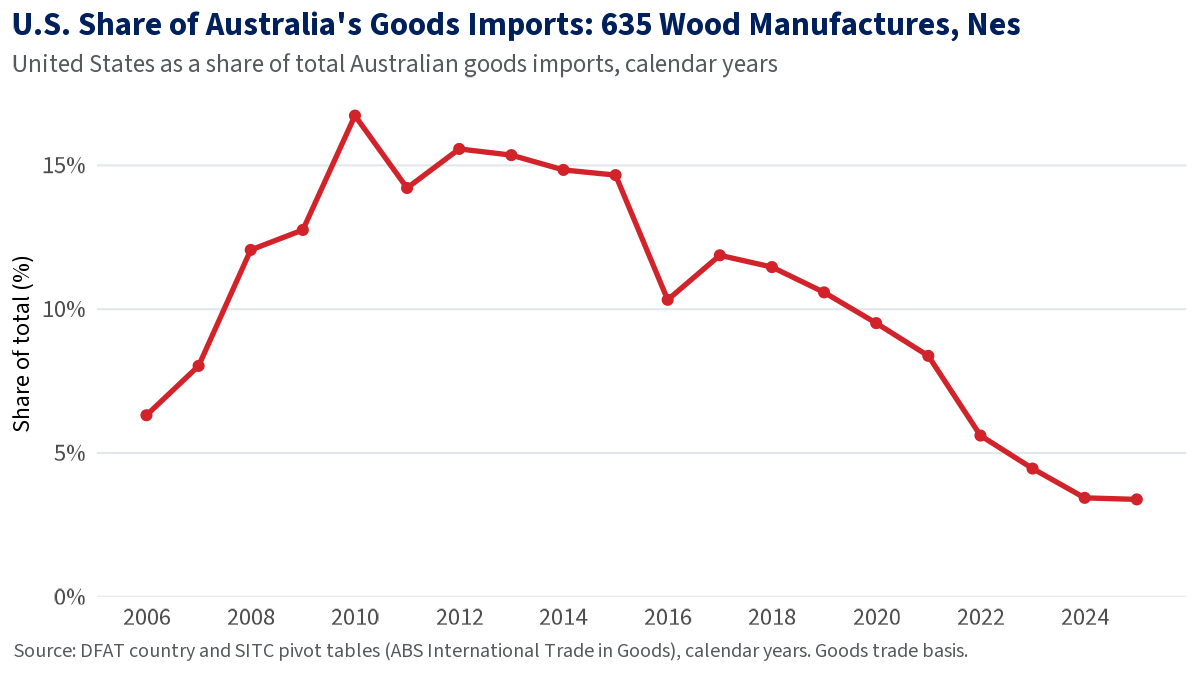 U.S. Share of Australia's Goods Imports: 635 Wood Manufactures, Nes
United States as a share of total Australian goods imports, calendar years
Share of total (%)
15%
10%
5%
0%
2006 2008 2010 2012 2014 2016 2018 2020 2022 2024
Source: DFAT country and SITC pivot tables (ABS International Trade in Goods), calendar years. Goods trade basis.